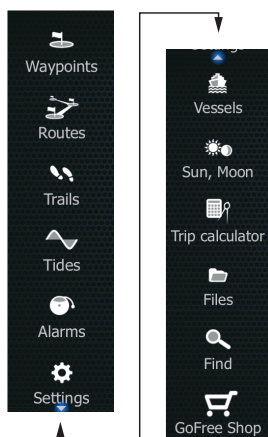 Waypoints
Routes
Trails
Tides
Alarms
Settings
Vessels
Sun, Moon
Trip calculator
Files
Find
GoFree Shop